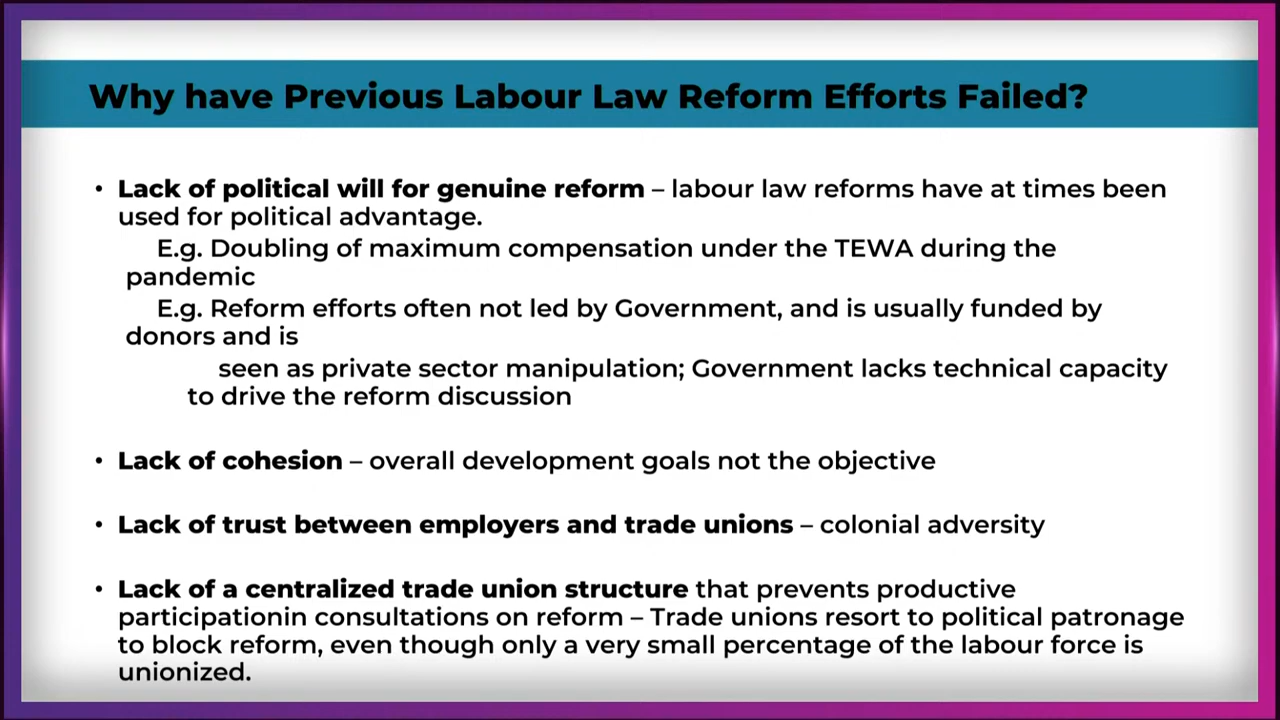 Why have Previous Labour Law Reform Efforts Failed?
• Lack of political will for genuine reform – labour law reforms have at times been
used for political advantage.
E.g. Doubling of maximum compensation under the TEWA during the
pandemic
E.g. Reform efforts often not led by Government, and is usually funded by
donors and is
seen as private sector manipulation; Government lacks technical capacity
to drive the reform discussion
• Lack of cohesion – overall development goals not the objective
• Lack of trust between employers and trade unions – colonial adversity
• Lack of a centralized trade union structure that prevents productive
participationin consultations on reform – Trade unions resort to political patronage
to block reform, even though only a very small percentage of the labour force is
unionized.